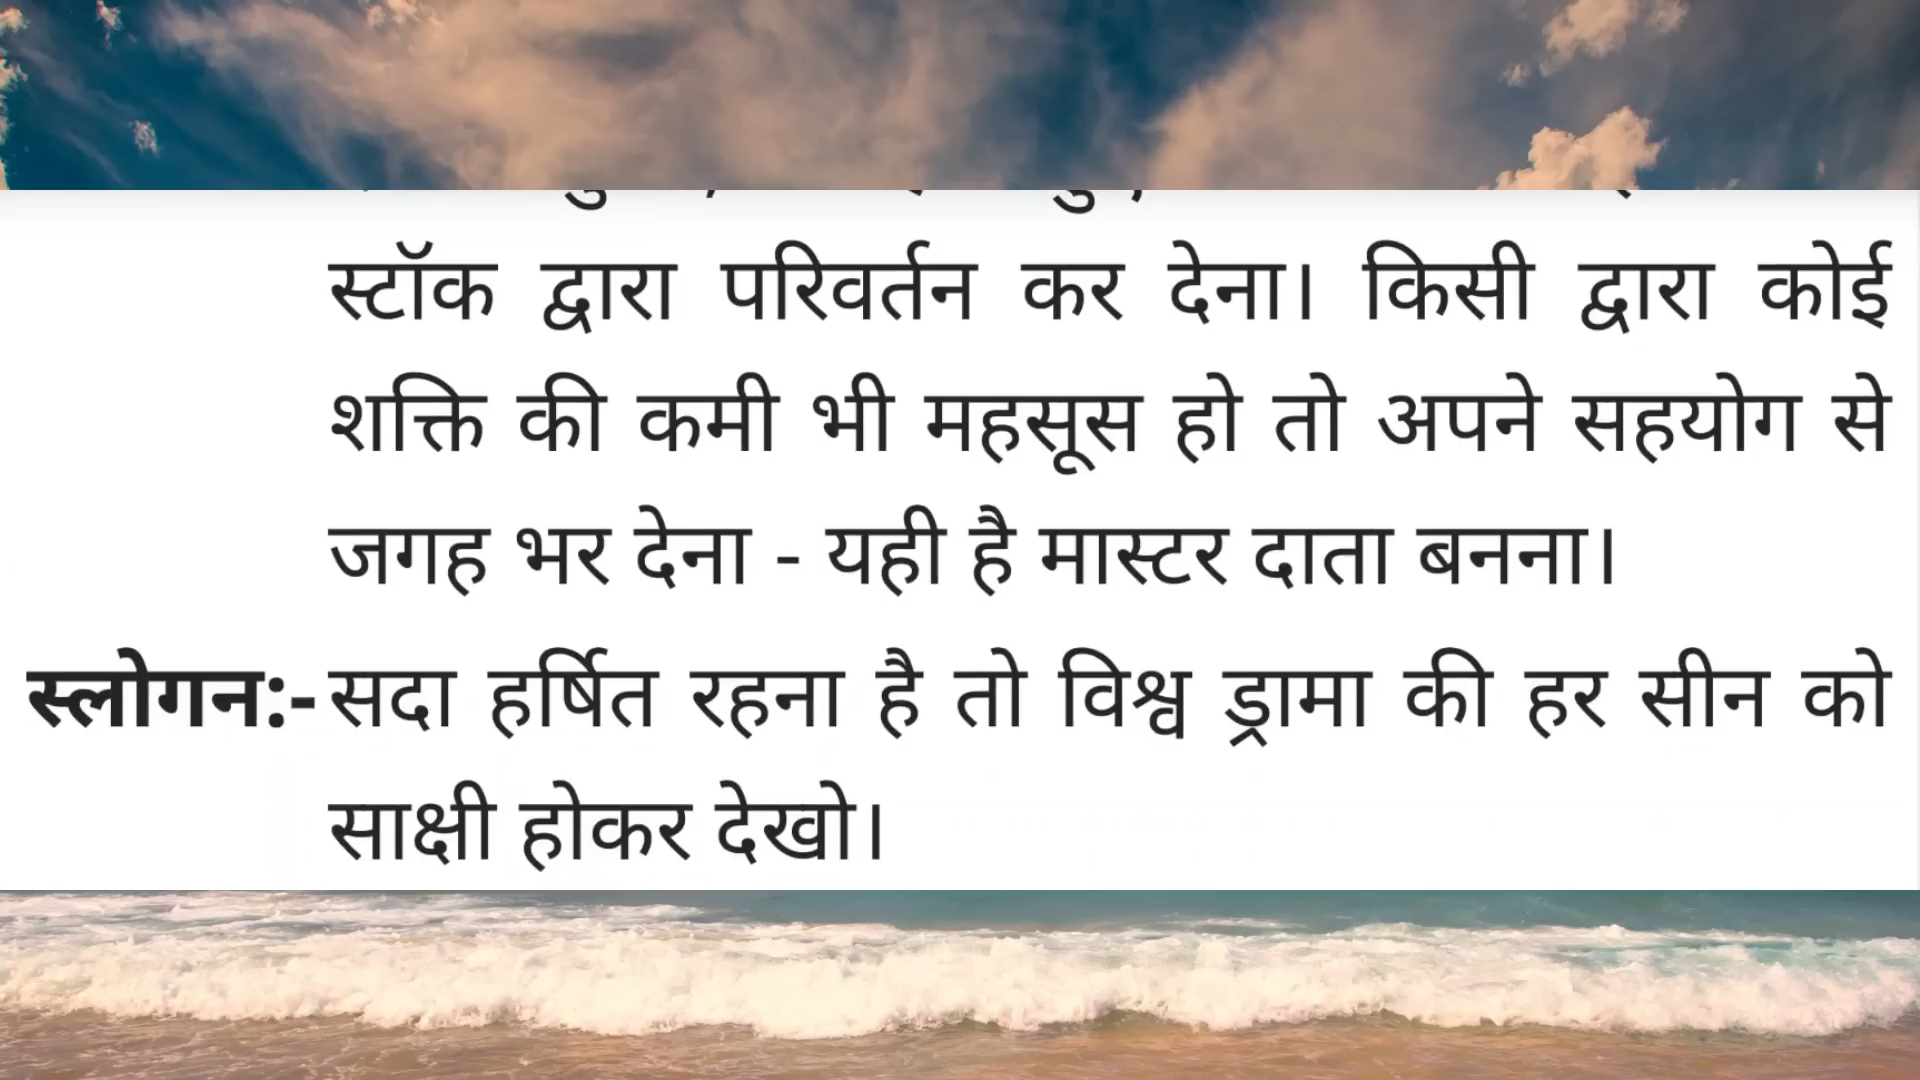 स्टॉक द्वारा परिवर्तन कर देना। किसी द्वारा कोई
शक्ति की कमी भी महसूस हो तो अपने सहयोग से
जगह भर देना - यही है मास्टर दाता बनना।
स्लोगन:- सदा हर्षित रहना है तो विश्व ड्रामा की हर सीन को
साक्षी होकर देखो।